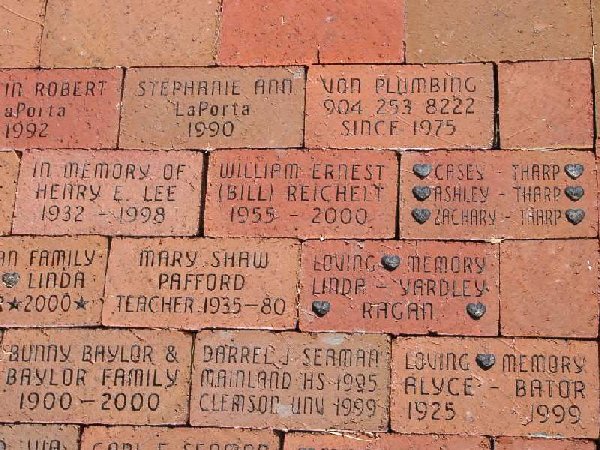 IN ROBERT
LaPorta
1992
STEPHANIE ANN
LaPorta
1990
VON PLUMBING
904 253 8222
SINCE 1975
IN MEMORY OF
HENRY E. LEE
1932 - 1998
WILLIAM ERNEST
(BILL) REICHELT
1955 - 2000
CASEY - THARP
ASHLEY - THARP
ZACHARY - THARP
AN FAMILY
LINDA
★2000★
MARY SHAW
PAFFORD
TEACHER 1935-80
LOVING MEMORY
LINDA - YARDLEY
RAGAN
BUNNY BAYLOR &
BAYLOR FAMILY
1900-2000
DARREL J. SEAMAN
MAINLAND HS 1995
CLEMSON UNV 1999
LOVING MEMORY
ALYCE - BATOR
1925 1999